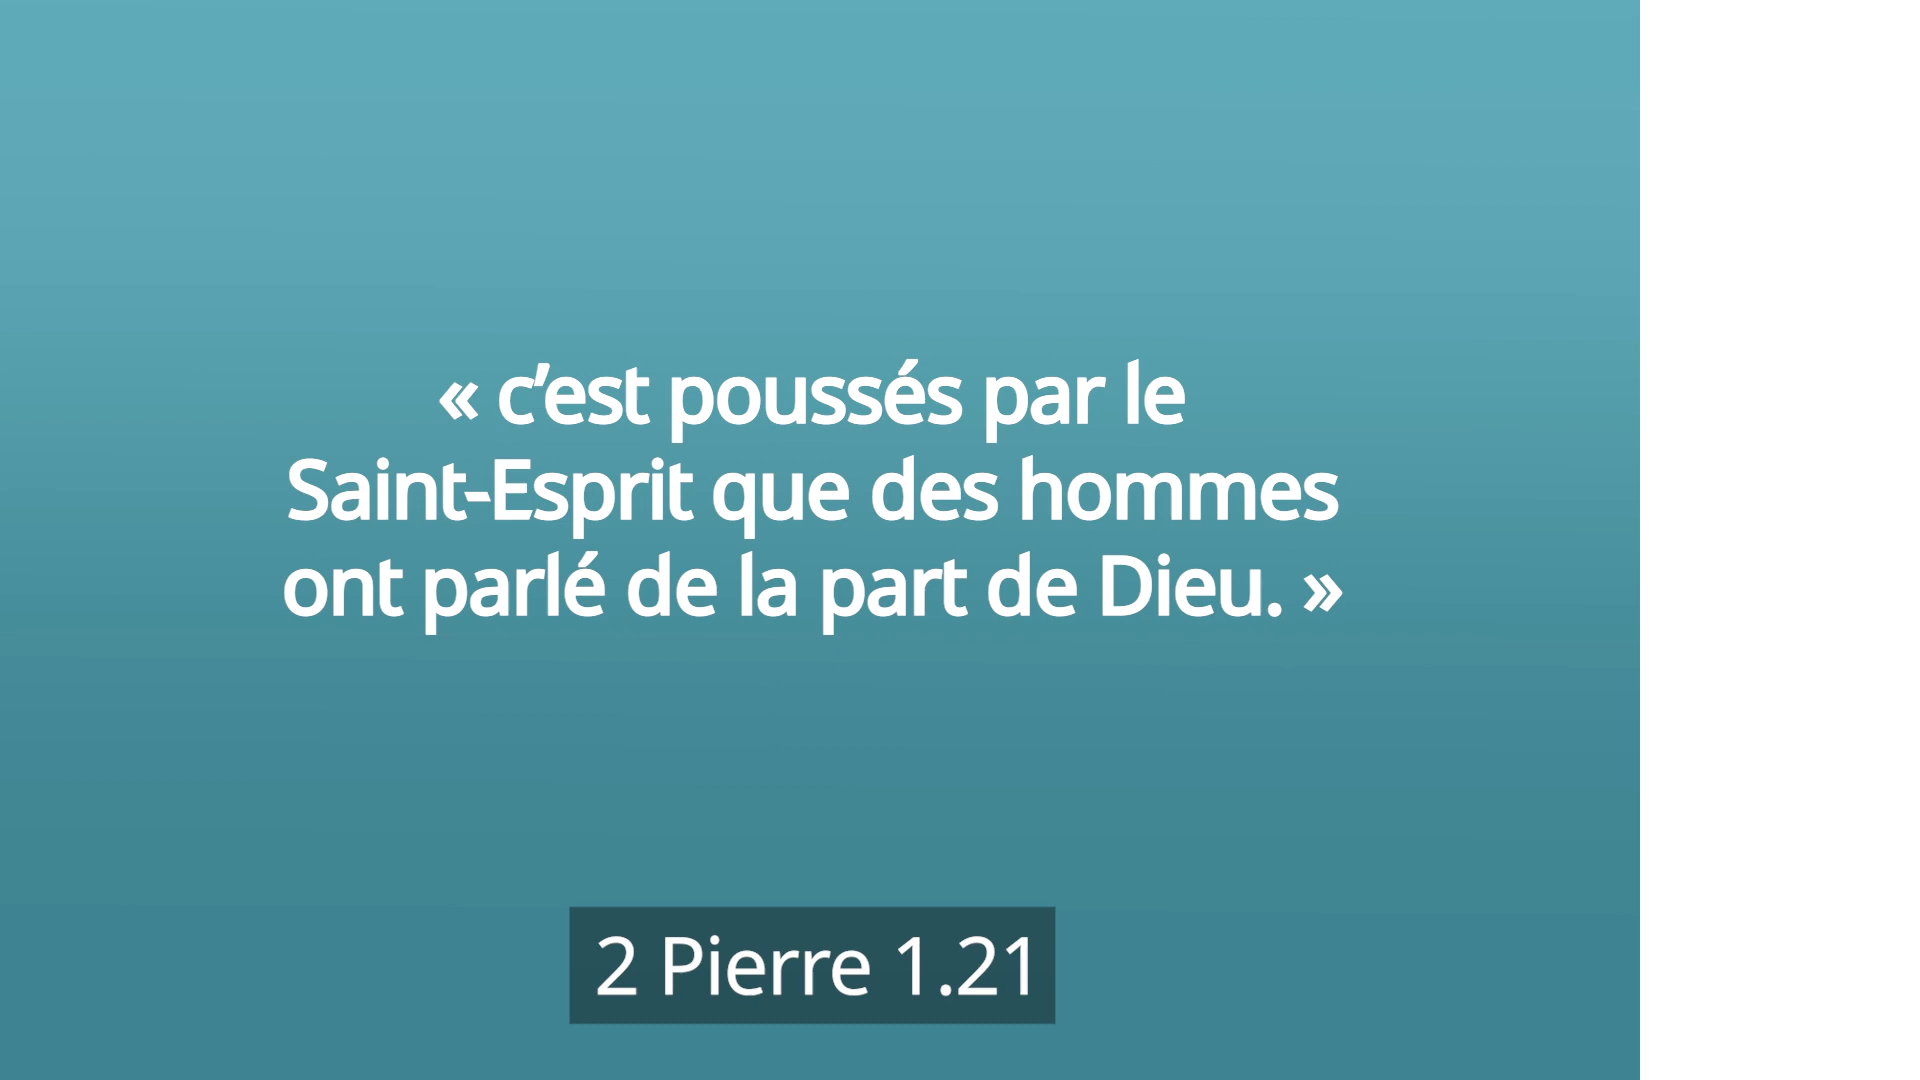 « c’est poussés par le
Saint-Esprit que des hommes
ont parlé de la part de Dieu. »
2 Pierre 1.21